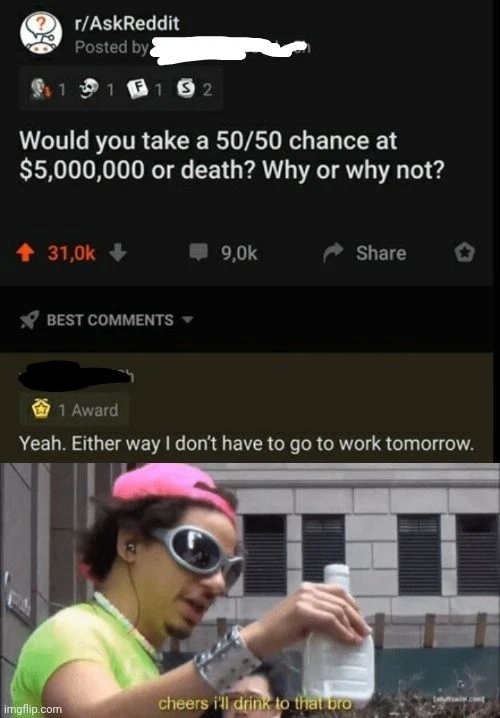 r/AskReddit
Posted by
1 1 1 2
Would you take a 50/50 chance at
$5,000,000 or death? Why or why not?
31,0k 9,0k Share
BEST COMMENTS
1 Award
Yeah. Either way I don't have to go to work tomorrow.
cheers i'll drink to that bro
[adultswim.com]
imgflip.com